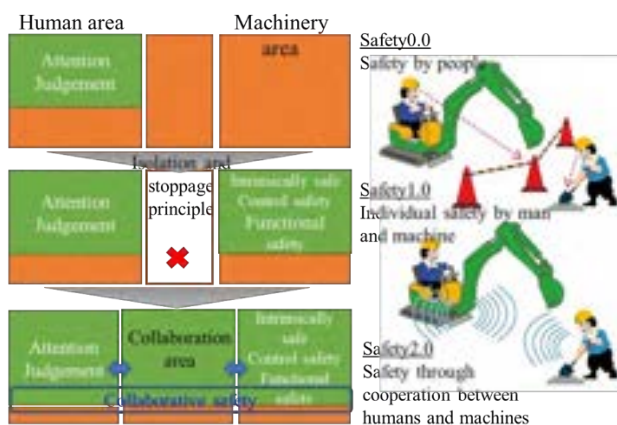 Human area
Machinery
area
Attention
Judgement
Safety0.0
Safety by people
Isolation and
stoppage
principle
Attention
Judgement
Intrinsically safe
Control safety
Functional
safety
Safety1.0
Individual safety by man
and machine
Attention
Judgement
Collaboration
area
Intrinsically
safe
Control safety
Functional
safety
Collaborative safety
Safety2.0
Safety through
cooperation between
humans and machines